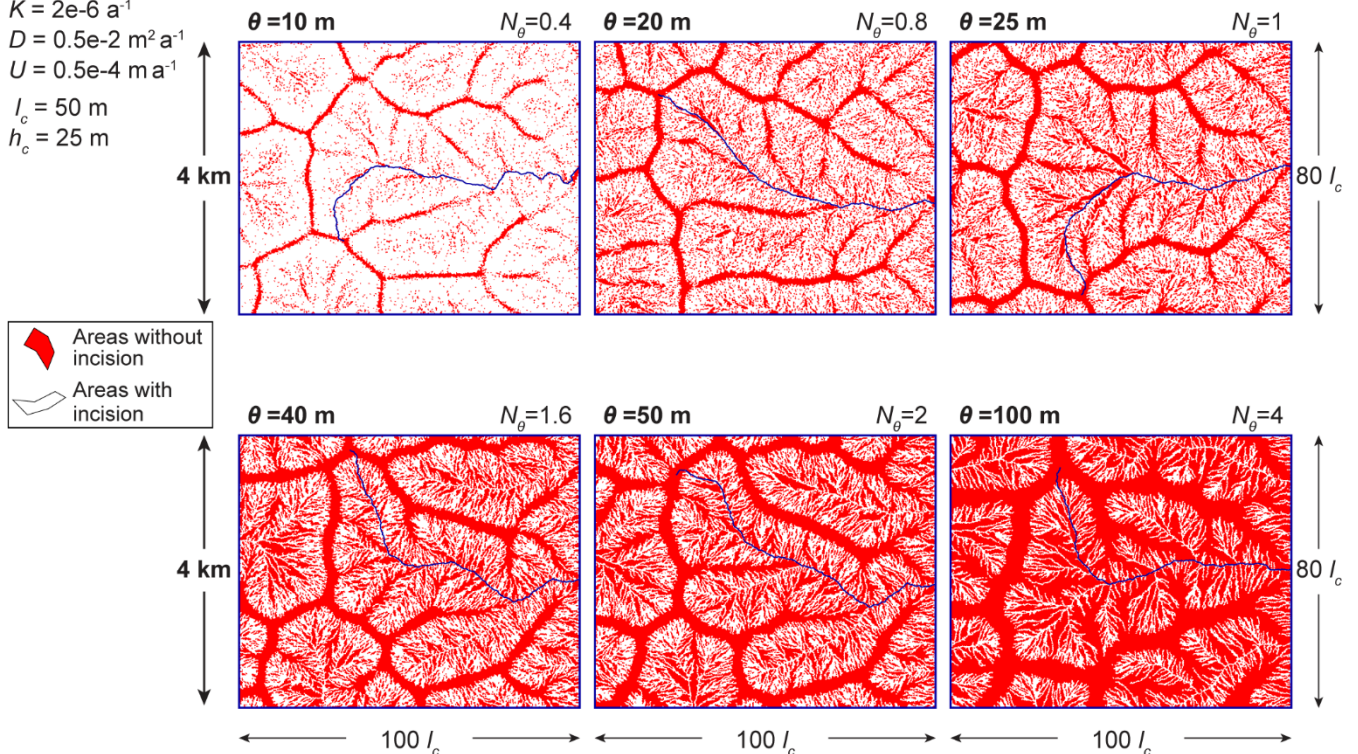 K = 2e-6 a⁻¹
D = 0.5e-2 m² a⁻¹
U = 0.5e-4 m a⁻¹
l_c = 50 m
h_c = 25 m
θ =10 m N_θ=0.4
θ =20 m N_θ=0.8
θ =25 m N_θ=1
4 km
80 l_c
Areas without
incision
Areas with
incision
θ =40 m N_θ=1.6
θ =50 m N_θ=2
θ =100 m N_θ=4
4 km
80 l_c
100 l_c
100 l_c
100 l_c